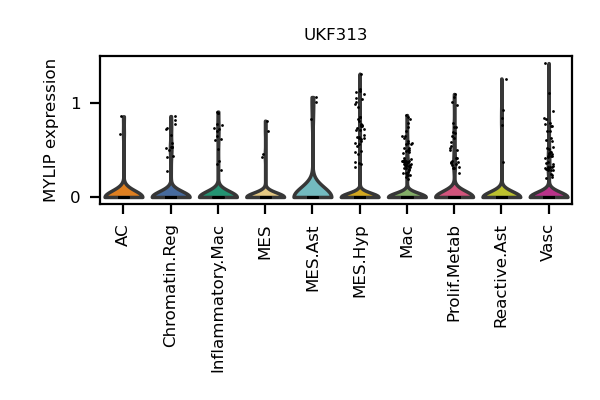 UKF313
MYLIP expression
1
0
AC
Chromatin.Reg
Inflammatory.Mac
MES
MES.Ast
MES.Hyp
Mac
Prolif.Metab
Reactive.Ast
Vasc